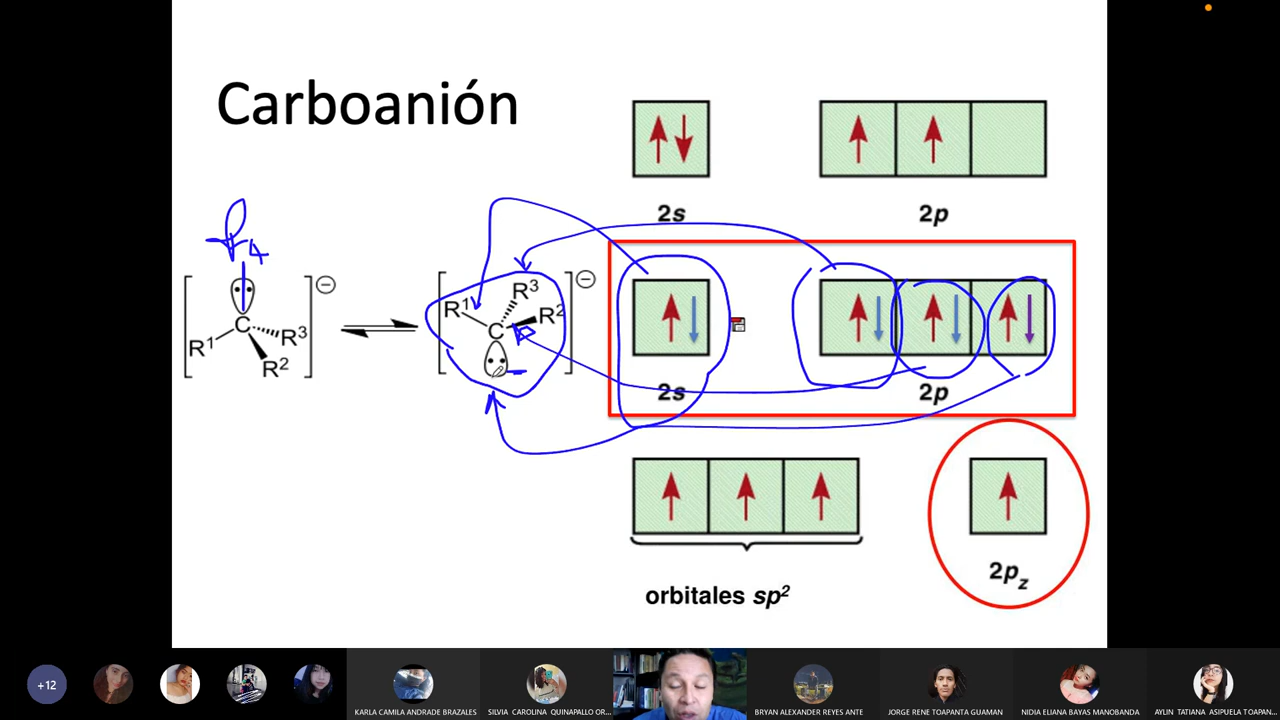 Carboanión
2s
2p
R1
C
R3
R2
R1
R3
R2
C
2s
2p
orbitales sp2
2pz
+12
KARLA CAMILA ANDRADE BRAZALES
SILVIA CAROLINA QUINAPALLO OR...
BRYAN ALEXANDER REYES ANTE
JORGE RENE TOAPANTA GUAMAN
NIDIA ELIANA BAYAS MANOBANDA
AYLIN TATIANA ASIPUELA TOAPAN...